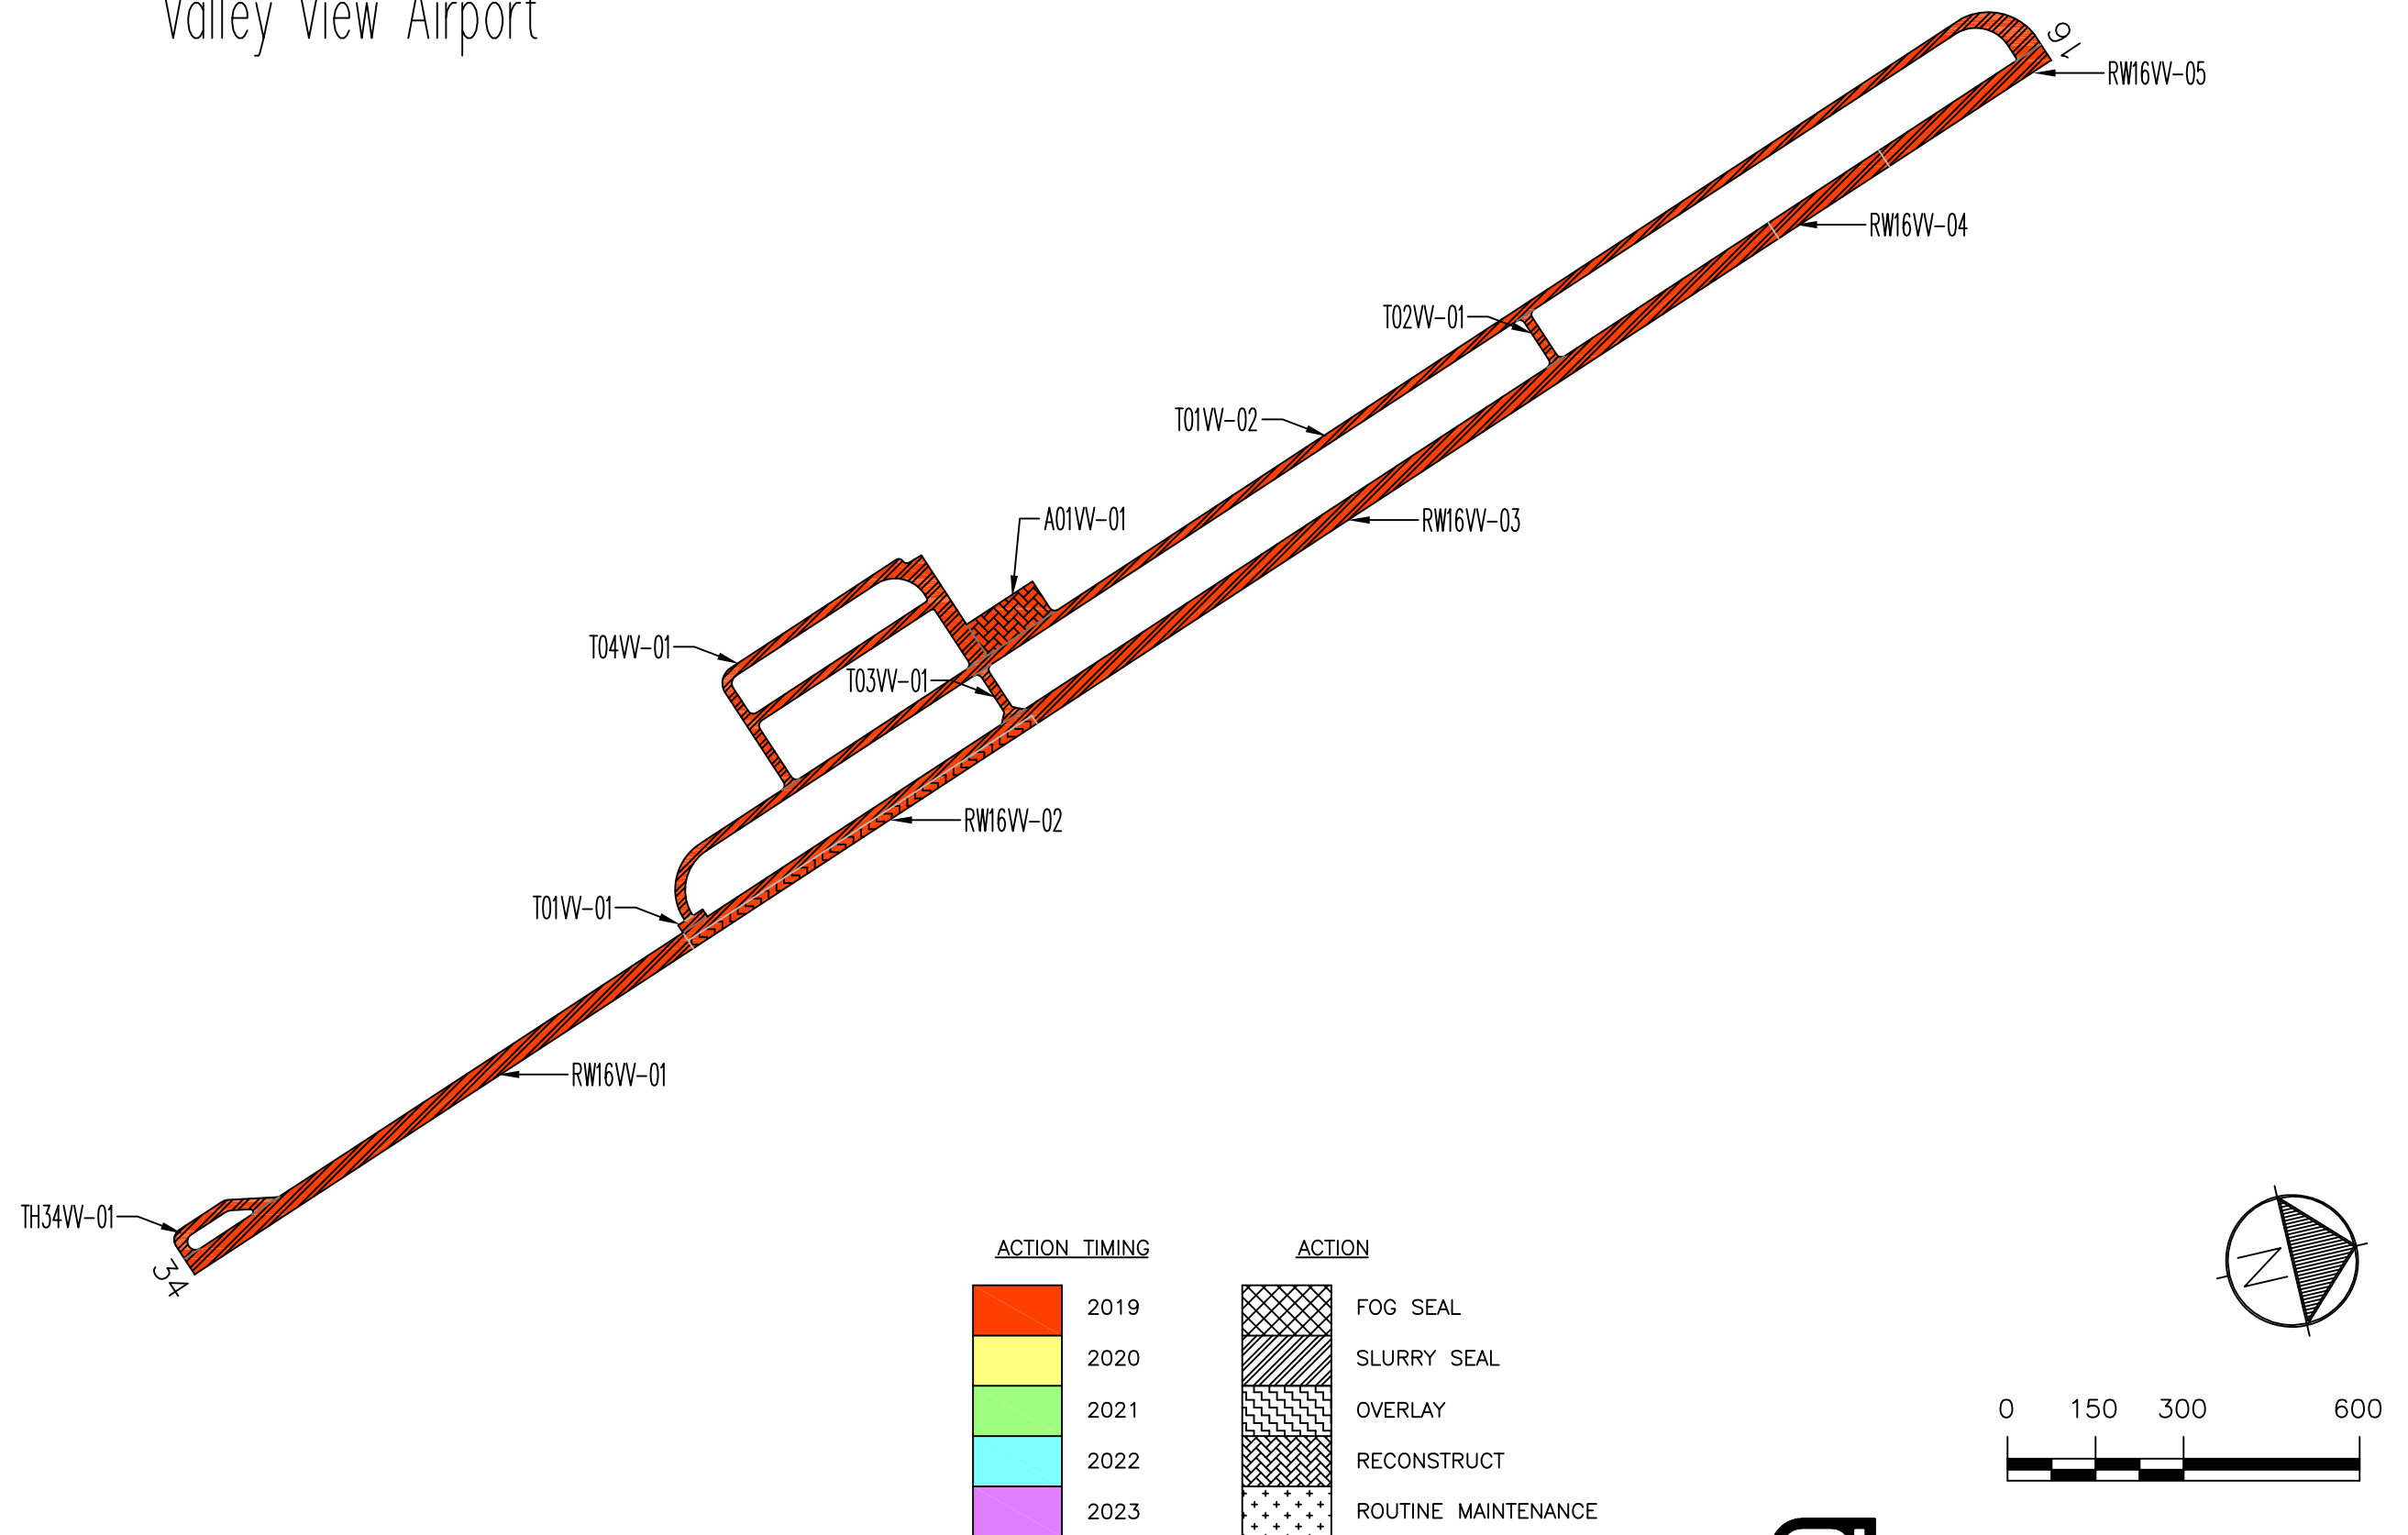 Valley View Airport
16
RW16VV-05
RW16VV-04
T02VV-01
T01VV-02
A01VV-01
RW16VV-03
T04VV-01
T03VV-01
RW16VV-02
T01VV-01
RW16VV-01
TH34VV-01
34
ACTION TIMING
2019
2020
2021
2022
2023
ACTION
FOG SEAL
SLURRY SEAL
OVERLAY
RECONSTRUCT
ROUTINE MAINTENANCE
N
0 150 300 600